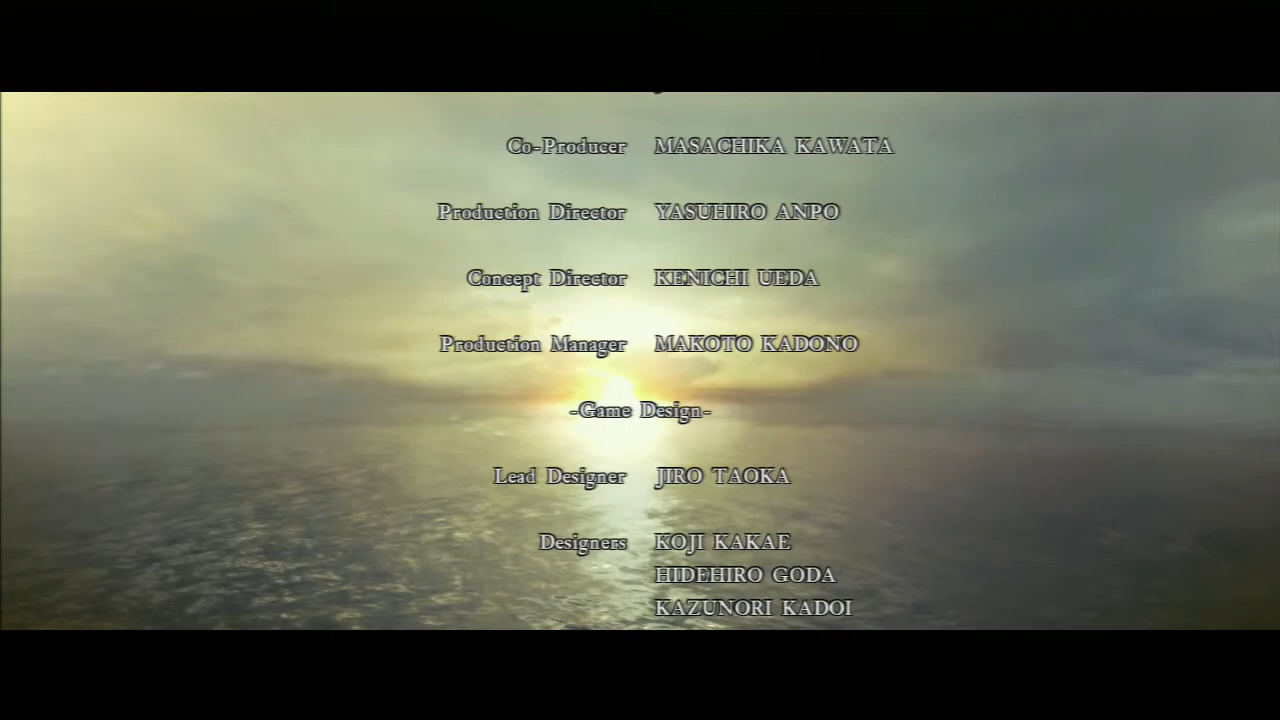 Co-Producer MASACHIKA KAWATA
Production Director YASUHIRO ANPO
Concept Director KENICHI UEDA
Production Manager MAKOTO KADONO
-Game Design-
Lead Designer JIRO TAOKA
Designers KOJI KAKAE
HIDEHIRO GODA
KAZUNORI KADOI